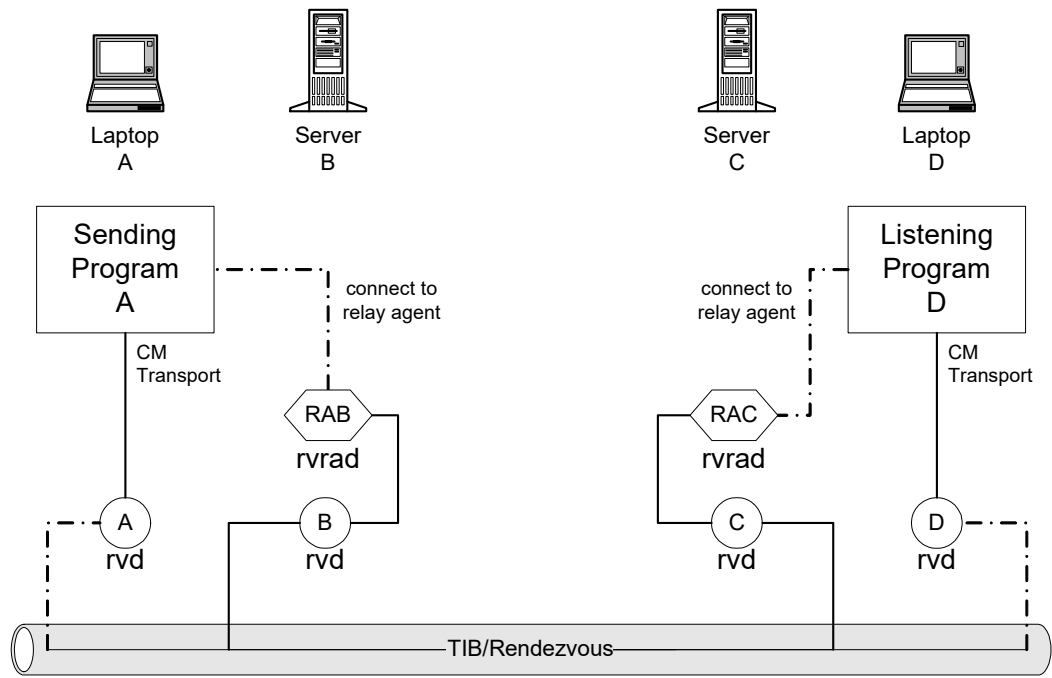 Laptop
A
Server
B
Server
C
Laptop
D
Sending
Program
A
Listening
Program
D
connect to
relay agent
connect to
relay agent
CM
Transport
CM
Transport
RAB
rvrad
RAC
rvrad
A
rvd
B
rvd
C
rvd
D
rvd
TIB/Rendezvous